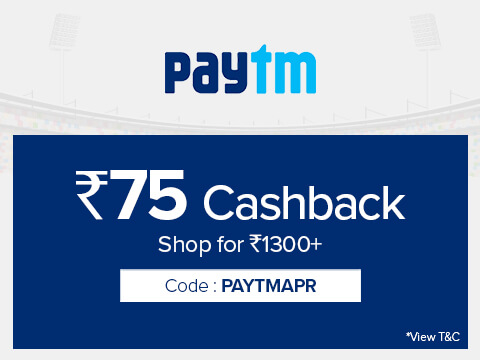 paytm
₹75 Cashback
Shop for ₹1300+
Code : PAYTMAPR
*View T&C